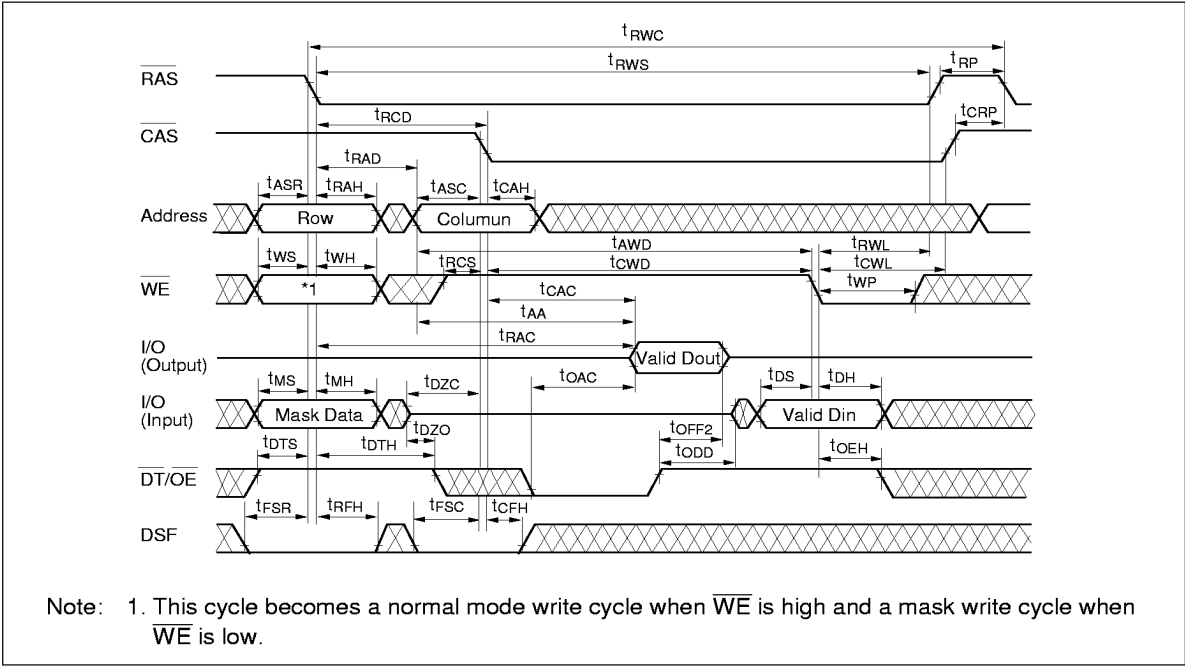 tRWC
tRWS
tRP
RAS
tRCD
tCRP
CAS
tRAD
tASR tRAH tASC tCAH
Address Row Columun
tAWD tRWL
tWS tWH tRCS tCWD tCWL
WE *1 tWP
tCAC
tAA
tRAC
I/O
(Output) Valid Dout
tMS tMH tDZC tOAC tDS tDH
I/O
(Input) Mask Data Valid Din
tDZO tOFF2
tDTS tDTH tODD tOEH
DT/OE
tFSR tRFH tFSC tCFH
DSF
Note: 1. This cycle becomes a normal mode write cycle when WE is high and a mask write cycle when
WE is low.